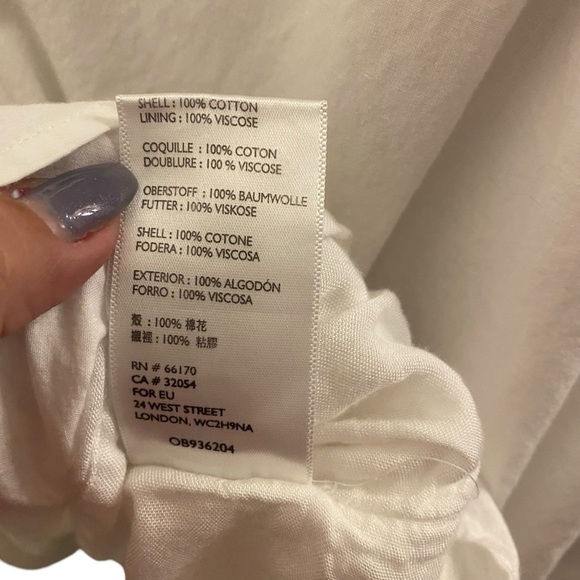 SHELL : 100% COTTON
LINING : 100% VISCOSE
COQUILLE : 100% COTON
DOUBLURE : 100 % VISCOSE
OBERSTOFF : 100% BAUMWOLLE
FUTTER : 100% VISKOSE
SHELL : 100% COTONE
FODERA : 100% VISCOSA
EXTERIOR : 100% ALGODÓN
FORRO : 100% VISCOSA
殼 : 100% 棉花
襯裡 : 100% 粘膠
RN # 66170
CA # 32054
FOR EU
24 WEST STREET
LONDON, WC2H9NA
OB936204